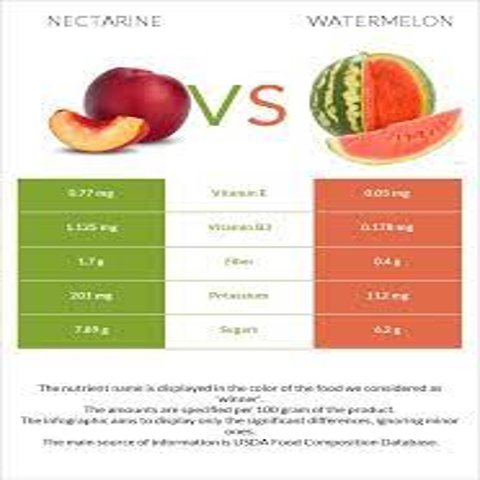 NECTARINE
WATERMELON
VS
0.77 mg Vitamin E 0.05 mg
1.125 mg Vitamin B3 0.178 mg
1.7 g Fiber 0.4 g
201 mg Potassium 112 mg
7.89 g Sugars 6.2 g
The nutrient name is displayed in the color of the food we considered as
'winner'.
The amounts are specified per 100 gram of the product.
The infographic aims to display only the significant differences, ignoring minor
ones.
The main source of information is USDA Food Composition Database.